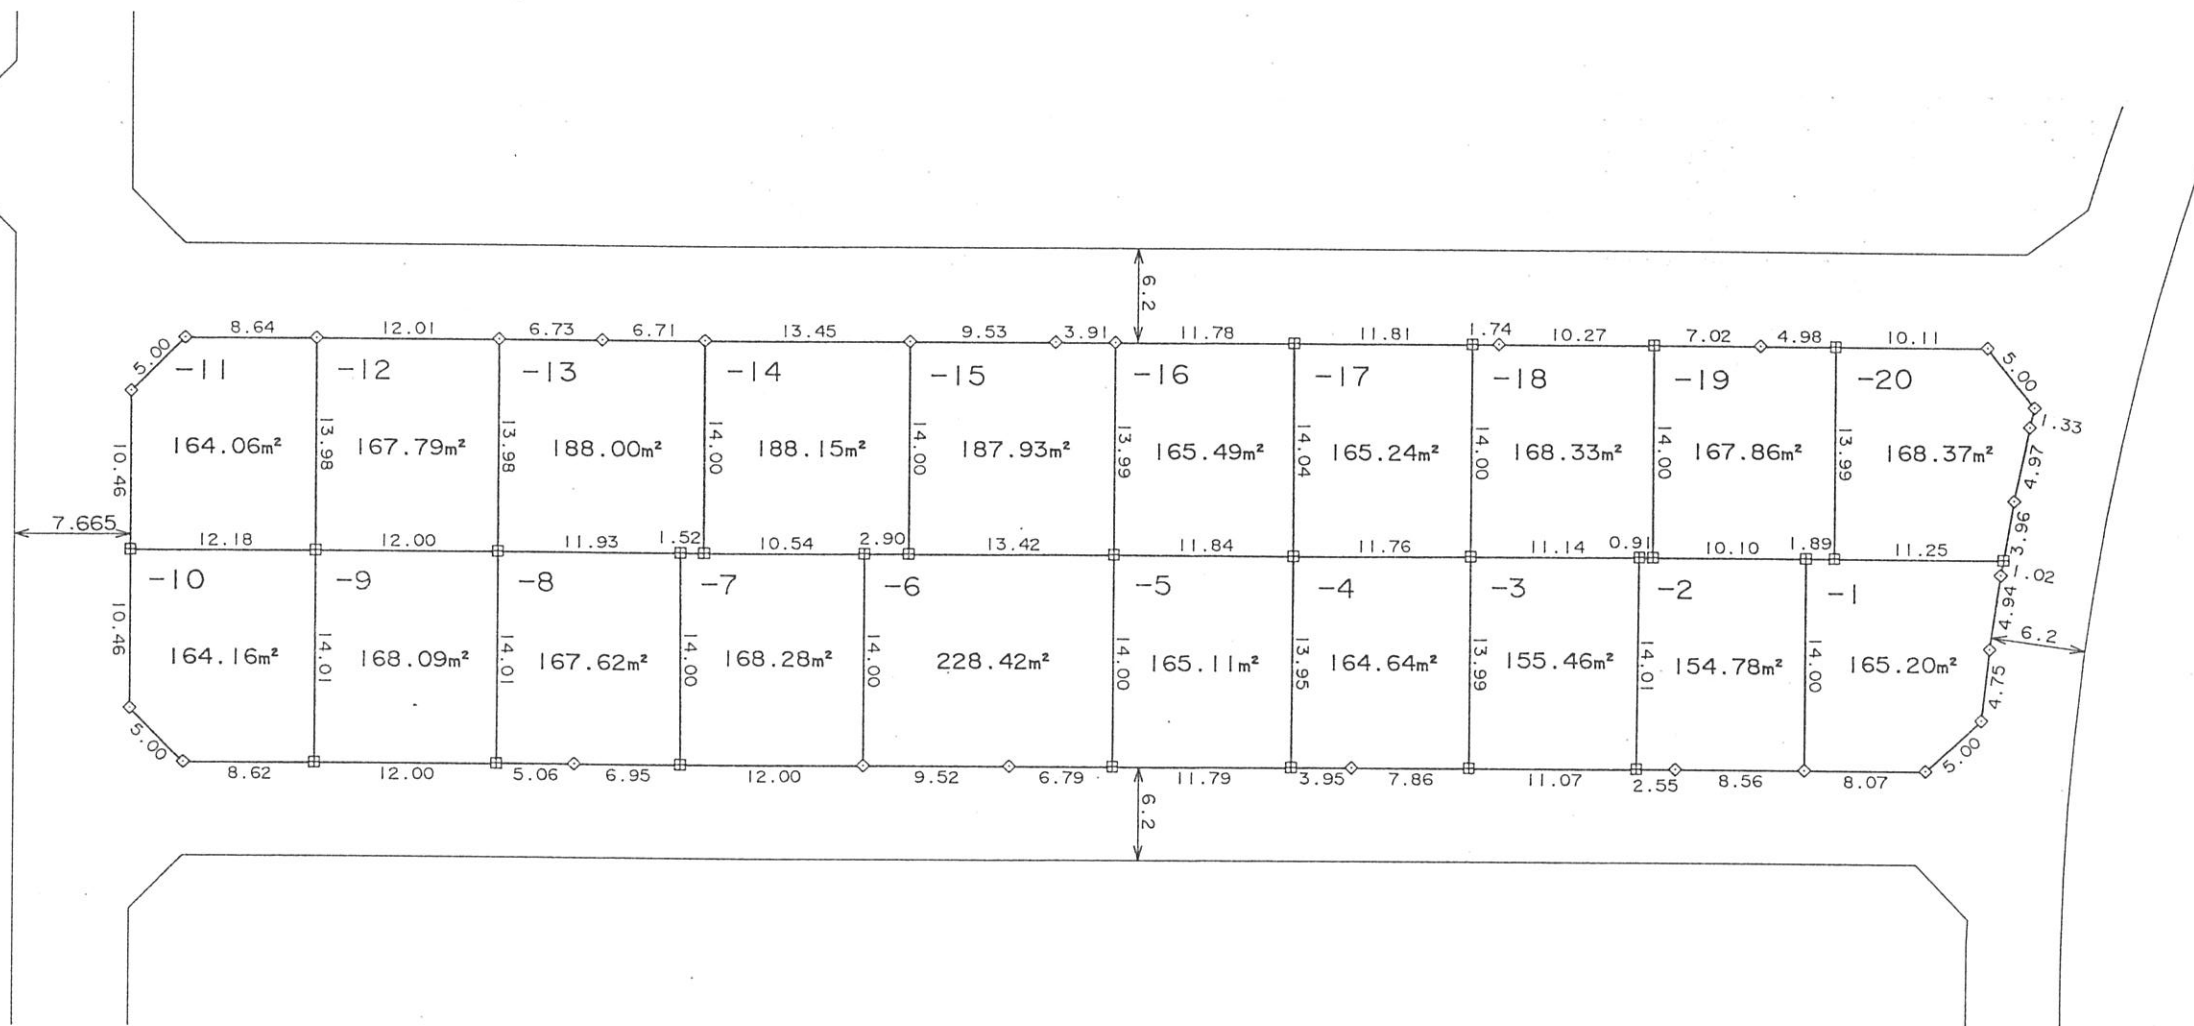 6.2
8.64 12.01 6.73 6.71 13.45 9.53 3.91 11.78 11.81 1.74 10.27 7.02 4.98 10.11
5.00 5.00
-11 -12 -13 -14 -15 -16 -17 -18 -19 -20
1.33
13.98 13.98 14.00 14.00 13.99 14.04 14.00 14.00 13.99
164.06m² 167.79m² 188.00m² 188.15m² 187.93m² 165.49m² 165.24m² 168.33m² 167.86m² 168.37m²
10.46 4.97
7.665 3.96
12.18 12.00 11.93 1.52 10.54 2.90 13.42 11.84 11.76 11.14 0.91 10.10 1.89 11.25
-10 -9 -8 -7 -6 -5 -4 -3 -2 -1
1.02
10.46 4.94
6.2
14.01 14.01 14.00 14.00 14.00 13.95 13.99 14.01 14.00
164.16m² 168.09m² 167.62m² 168.28m² 228.42m² 165.11m² 164.64m² 155.46m² 154.78m² 165.20m²
4.75
5.00 5.00
8.62 12.00 5.06 6.95 12.00 9.52 6.79 11.79 3.95 7.86 11.07 2.55 8.56 8.07
6.2